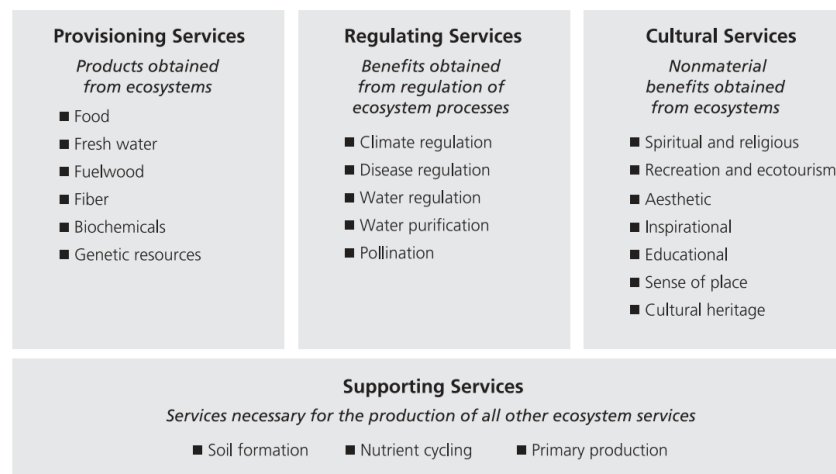 Provisioning Services
Products obtained
from ecosystems
■ Food
■ Fresh water
■ Fuelwood
■ Fiber
■ Biochemicals
■ Genetic resources
Regulating Services
Benefits obtained
from regulation of
ecosystem processes
■ Climate regulation
■ Disease regulation
■ Water regulation
■ Water purification
■ Pollination
Cultural Services
Nonmaterial
benefits obtained
from ecosystems
■ Spiritual and religious
■ Recreation and ecotourism
■ Aesthetic
■ Inspirational
■ Educational
■ Sense of place
■ Cultural heritage
Supporting Services
Services necessary for the production of all other ecosystem services
■ Soil formation ■ Nutrient cycling ■ Primary production